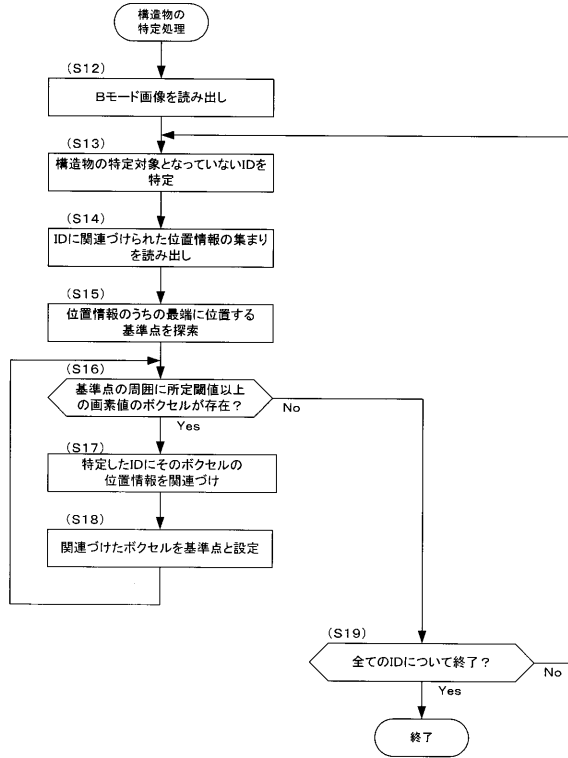 構造物の
特定処理
(S12)
Bモード画像を読み出し
(S13)
構造物の特定対象となっていないIDを
特定
(S14)
IDに関連づけられた位置情報の集まり
を読み出し
(S15)
位置情報のうちの最端に位置する
基準点を探索
(S16)
基準点の周囲に所定閾値以上
の画素値のボクセルが存在？
No
Yes
(S17)
特定したIDにそのボクセルの
位置情報を関連づけ
(S18)
関連づけたボクセルを基準点と設定
(S19)
全てのIDについて終了？
No
Yes
終了